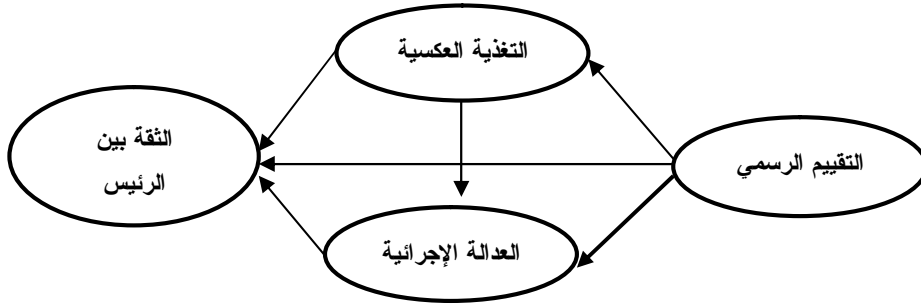 التغذية العكسية
الثقة بين
الرئيس
التقييم الرسمي
العدالة الإجرائية